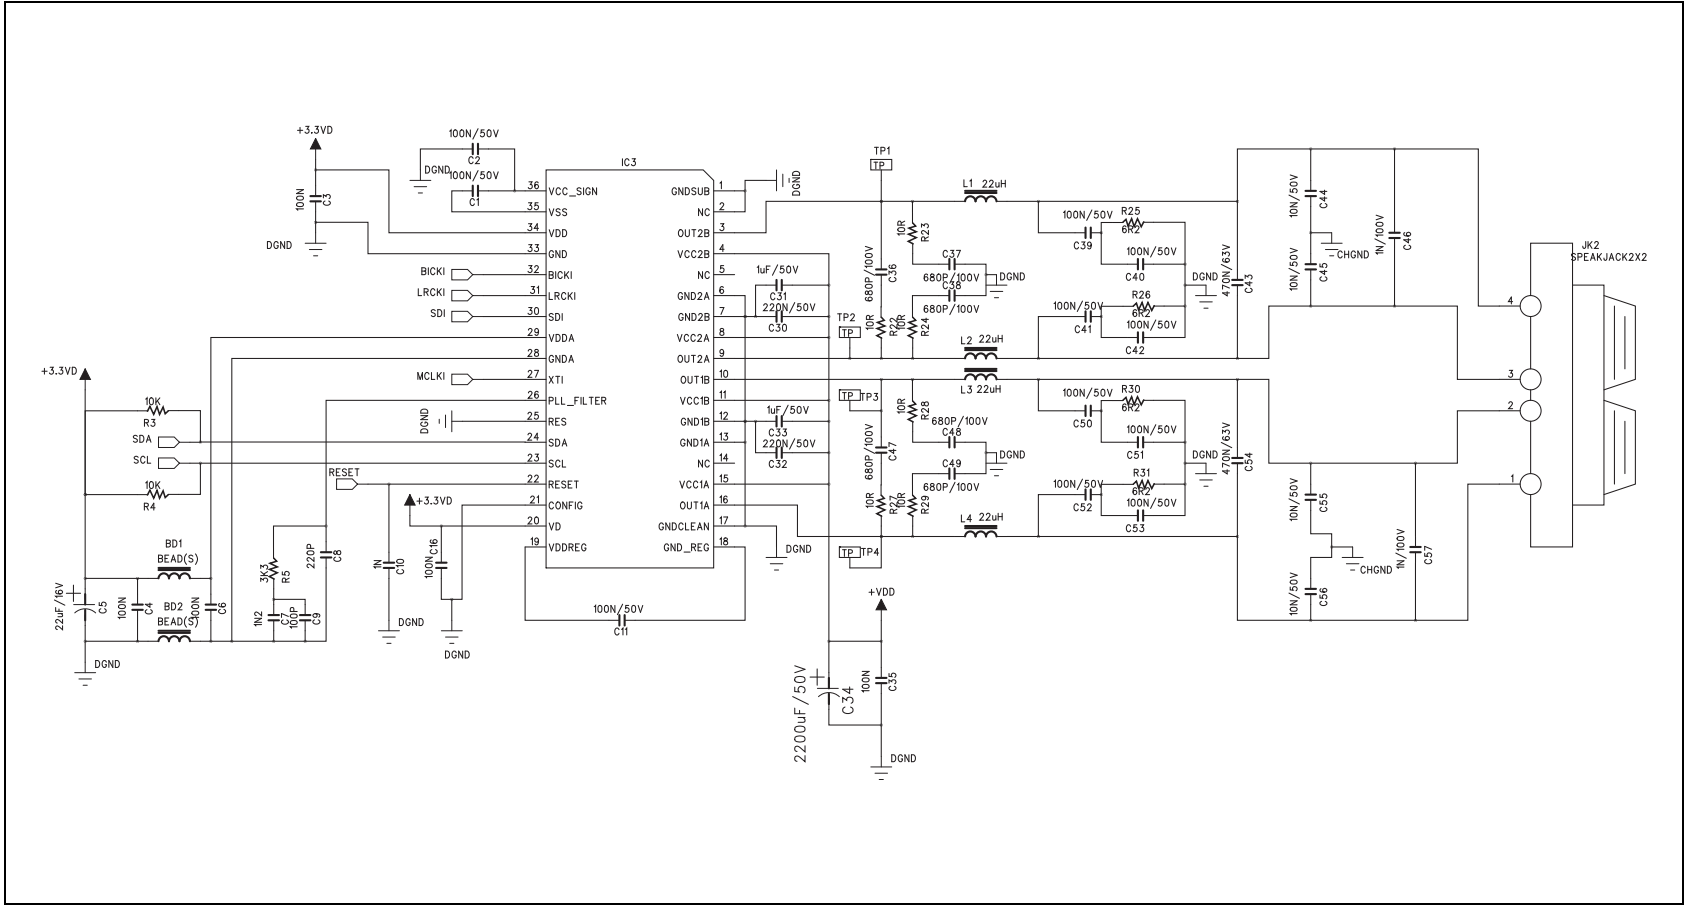 +3.3VD
100N
C3
DGND
100N/50V
C2
DGND
100N/50V
C1
IC3
36 VCC_SIGN
35 VSS
34 VDD
33 GND
BICKI 32 BICKI
LRCKI 31 LRCKI
SDI 30 SDI
29 VDDA
28 GNDA
MCLKI 27 XTI
26 PLL_FILTER
DGND 25 RES
24 SDA
23 SCL
22 RESET
21 CONFIG
20 VD
19 VDDREG
GNDSUB 1
NC 2
OUT2B 3
VCC2B 4
NC 5
GND2A 6
GND2B 7
VCC2A 8
OUT2A 9
OUT1B 10
VCC1B 11
GND1B 12
GND1A 13
NC 14
VCC1A 15
OUT1A 16
GNDCLEAN 17
GND_REG 18
DGND
1uF/50V
C31
220N/50V
C30
1uF/50V
C33
220N/50V
C32
DGND
100N/50V
C11
+3.3VD
10K
R3
SDA
SCL
10K
R4
RESET
+3.3VD
BD1
BEAD(S)
BD2
BEAD(S)
22uF/16V
C5
100N
C4
100N
C6
DGND
3K3
R5
220P
C8
1N2
C7
100P
C9
1N
C10
DGND
100N
C16
DGND
TP1
TP
TP2
TP
TP TP3
TP TP4
L1 22uH
10R
R23
680P/100V
C36
C37
680P/100V
C38
680P/100V
DGND
10R
R22
10R
R24
L2 22uH
L3 22uH
10R
R28
680P/100V
C47
680P/100V
C48
C49
680P/100V
DGND
10R
R27
10R
R29
L4 22uH
100N/50V
C39
R25
6R2
100N/50V
C40
R26
6R2
100N/50V
C41
100N/50V
C42
DGND
470N/63V
C43
100N/50V
C50
R30
6R2
100N/50V
C51
R31
6R2
100N/50V
C52
100N/50V
C53
DGND
470N/63V
C54
10N/50V
C44
10N/50V
C45
CHGND
1N/100V
C46
10N/50V
C55
10N/50V
C56
CHGND
1N/100V
C57
JK2
SPEAKJACK2X2
4
3
2
1
+VDD
2200uF/50V
C34
100N
C35
DGND